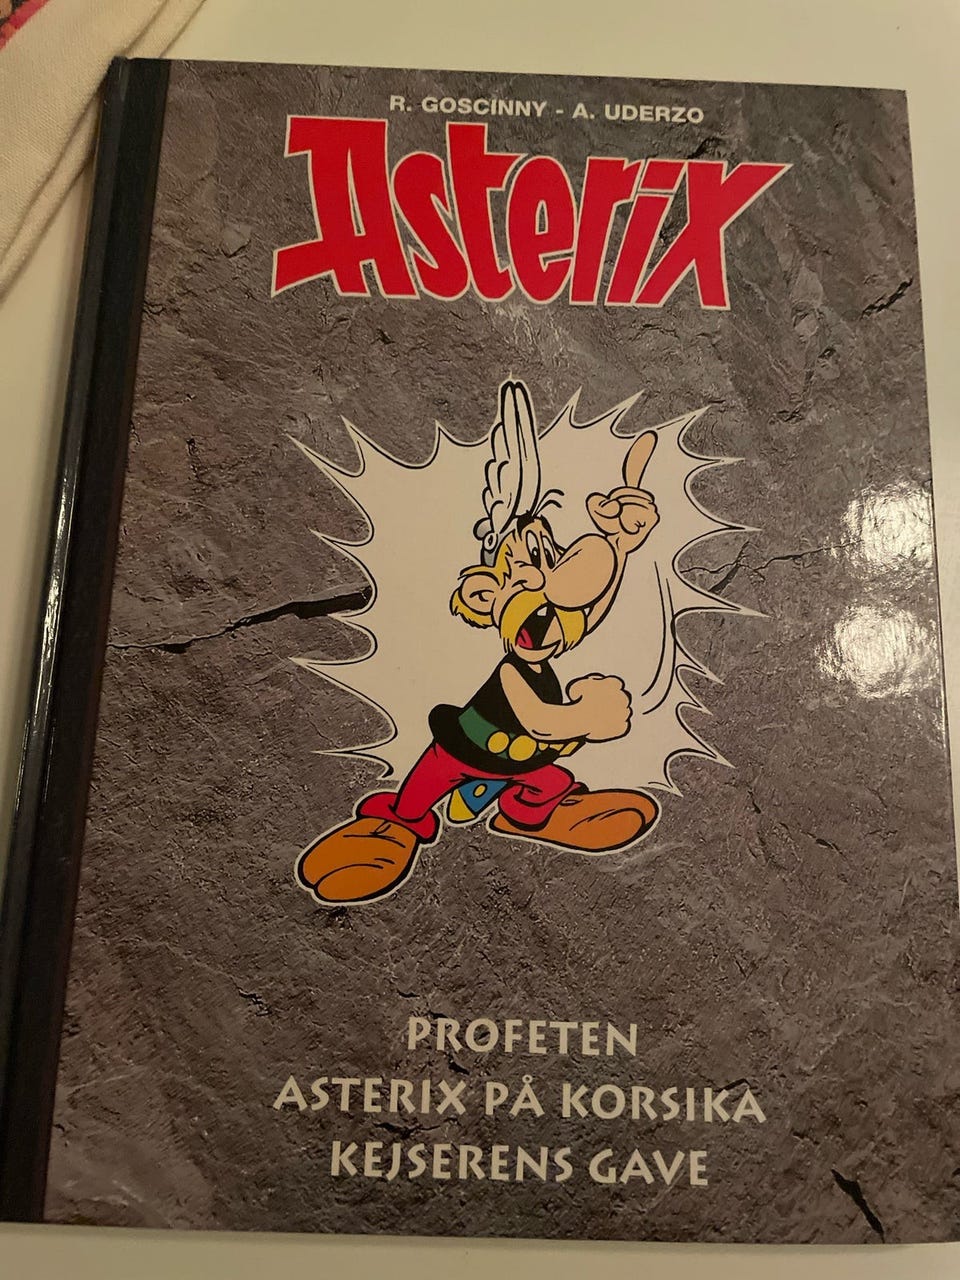 R. GOSCINNY - A. UDERZO
Asterix
PROFETEN
ASTERIX PÅ KORSIKA
KEJSERENS GAVE